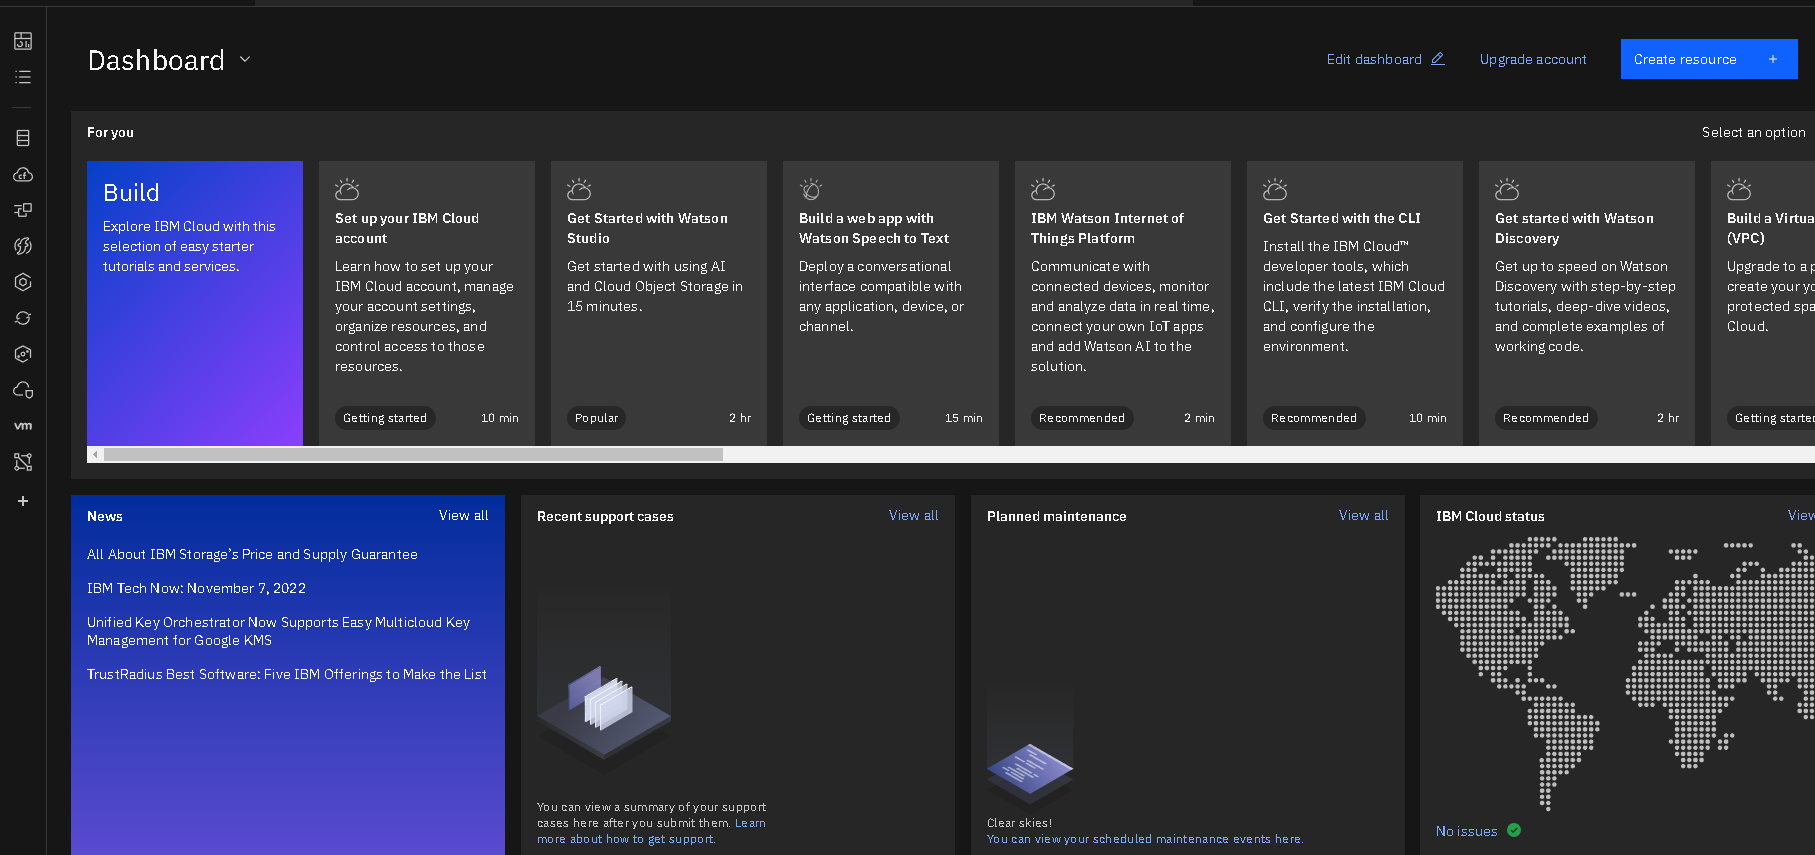 Dashboard
Edit dashboard
Upgrade account
Create resource +
For you
Select an option
Build
Explore IBM Cloud with this
selection of easy starter
tutorials and services.
Set up your IBM Cloud
account
Learn how to set up your
IBM Cloud account, manage
your account settings,
organize resources, and
control access to those
resources.
Getting started
10 min
Get Started with Watson
Studio
Get started with using AI
and Cloud Object Storage in
15 minutes.
Popular
2 hr
Build a web app with
Watson Speech to Text
Deploy a conversational
interface compatible with
any application, device, or
channel.
Getting started
15 min
IBM Watson Internet of
Things Platform
Communicate with
connected devices, monitor
and analyze data in real time,
connect your own IoT apps
and add Watson AI to the
solution.
Recommended
2 min
Get Started with the CLI
Install the IBM Cloud™
developer tools, which
include the latest IBM Cloud
CLI, verify the installation,
and configure the
environment.
Recommended
10 min
Get started with Watson
Discovery
Get up to speed on Watson
Discovery with step-by-step
tutorials, deep-dive videos,
and complete examples of
working code.
Recommended
2 hr
Build a Virtua
(VPC)
Upgrade to a p
create your yo
protected spa
Cloud.
Getting started
cf
vm
+
News
View all
All About IBM Storage's Price and Supply Guarantee
IBM Tech Now: November 7, 2022
Unified Key Orchestrator Now Supports Easy Multicloud Key
Management for Google KMS
TrustRadius Best Software: Five IBM Offerings to Make the List
Recent support cases
View all
You can view a summary of your support
cases here after you submit them. Learn
more about how to get support.
Planned maintenance
View all
Clear skies!
You can view your scheduled maintenance events here.
IBM Cloud status
View
No issues